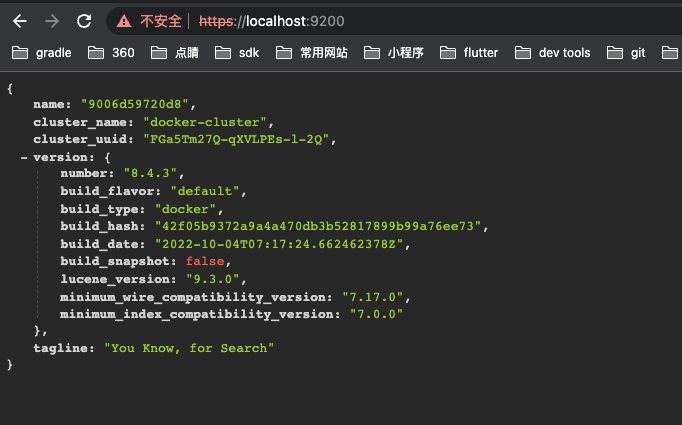 不安全 https://localhost:9200
gradle 360 点睛 sdk 常用网站 小程序 flutter dev tools git
{
name: "9006d59720d8",
cluster_name: "docker-cluster",
cluster_uuid: "FGa5Tm27Q-qXVLPEs-l-2Q",
− version: {
number: "8.4.3",
build_flavor: "default",
build_type: "docker",
build_hash: "42f05b9372a9a4a470db3b52817899b99a76ee73",
build_date: "2022-10-04T07:17:24.662462378Z",
build_snapshot: false,
lucene_version: "9.3.0",
minimum_wire_compatibility_version: "7.17.0",
minimum_index_compatibility_version: "7.0.0"
},
tagline: "You Know, for Search"
}